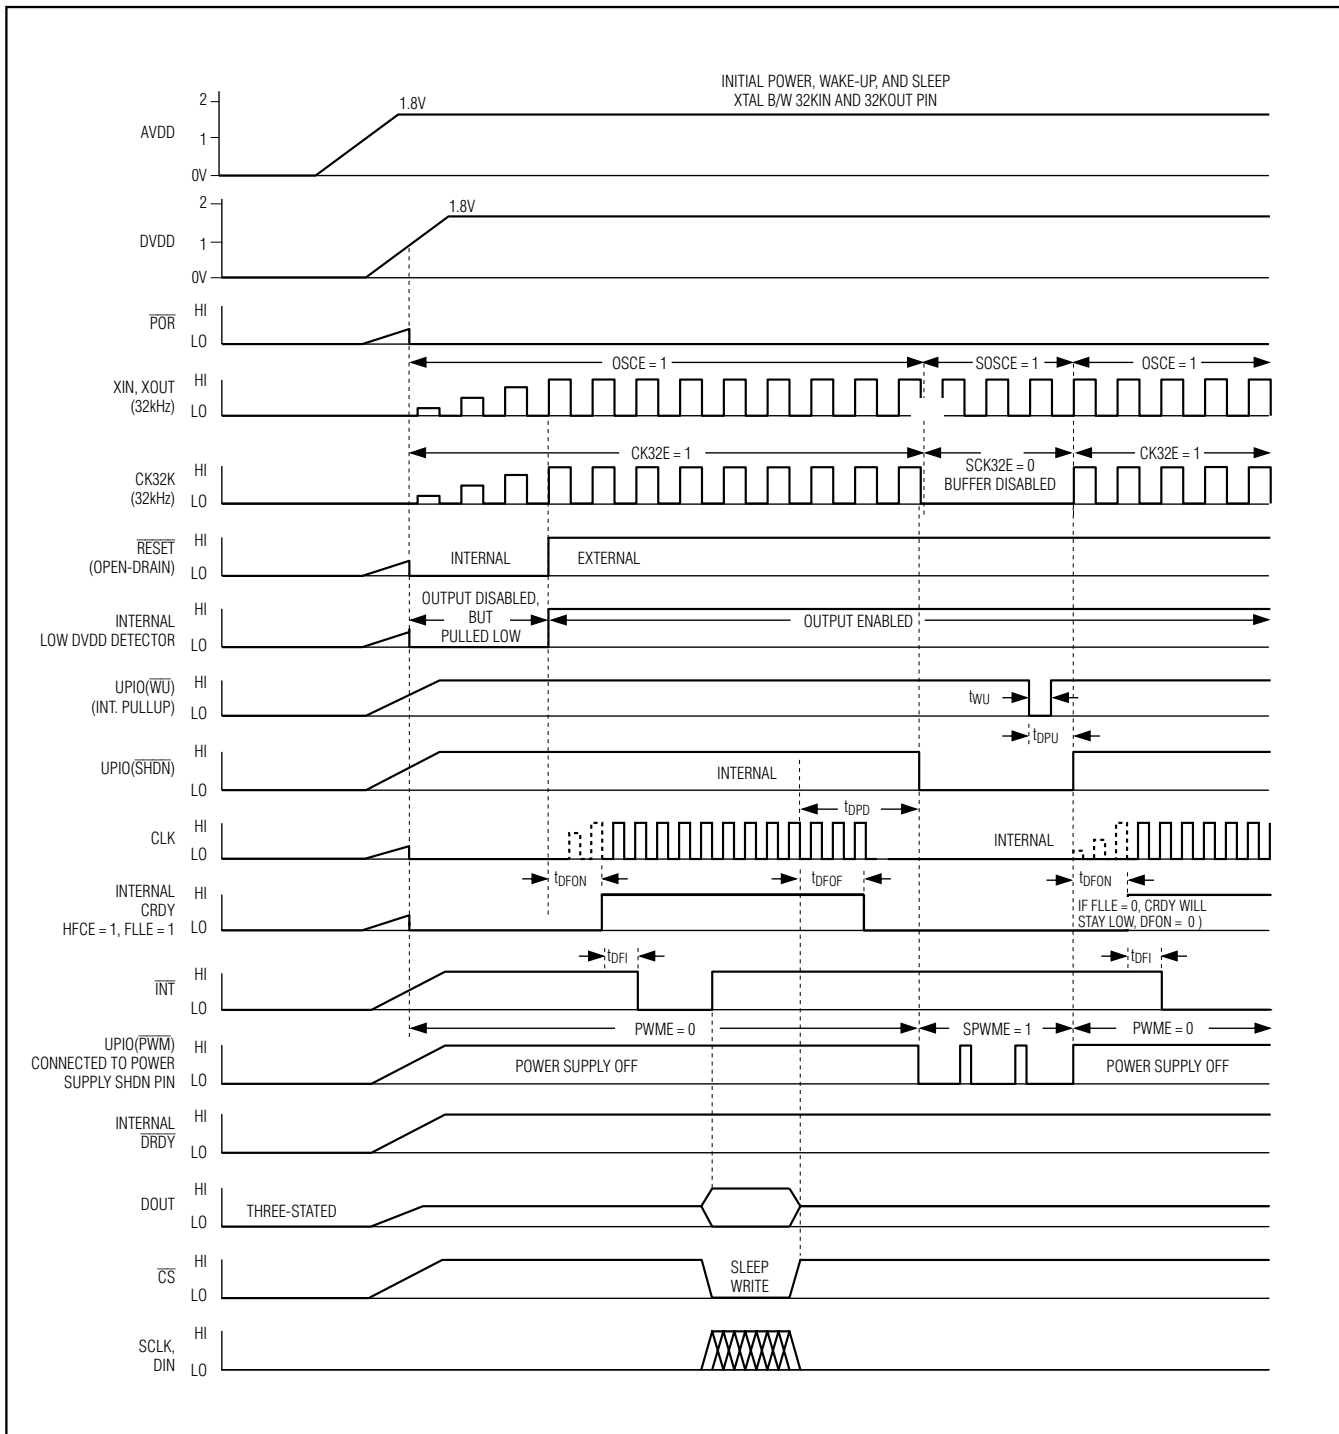 INITIAL POWER, WAKE-UP, AND SLEEP
XTAL B/W 32KIN AND 32KOUT PIN
AVDD
2
1
0V
1.8V
DVDD
2
1
0V
1.8V
POR
HI
LO
XIN, XOUT
(32kHz)
HI
LO
OSCE = 1
SOSCE = 1
OSCE = 1
CK32K
(32kHz)
HI
LO
CK32E = 1
SCK32E = 0
BUFFER DISABLED
CK32E = 1
RESET
(OPEN-DRAIN)
HI
LO
INTERNAL
EXTERNAL
INTERNAL
LOW DVDD DETECTOR
HI
LO
OUTPUT DISABLED,
BUT
PULLED LOW
OUTPUT ENABLED
UPIO(WU)
(INT. PULLUP)
HI
LO
tWU
tDPU
UPIO(SHDN)
HI
LO
INTERNAL
tDPD
CLK
HI
LO
INTERNAL
tDFON
tDFOF
tDFON
INTERNAL
CRDY
HFCE = 1, FLLE = 1
HI
LO
IF FLLE = 0, CRDY WILL
STAY LOW, DFON = 0 )
tDFI
tDFI
INT
HI
LO
PWME = 0
SPWME = 1
PWME = 0
UPIO(PWM)
CONNECTED TO POWER
SUPPLY SHDN PIN
HI
LO
POWER SUPPLY OFF
POWER SUPPLY OFF
INTERNAL
DRDY
HI
LO
DOUT
HI
LO
THREE-STATED
CS
HI
LO
SLEEP
WRITE
SCLK,
DIN
HI
LO